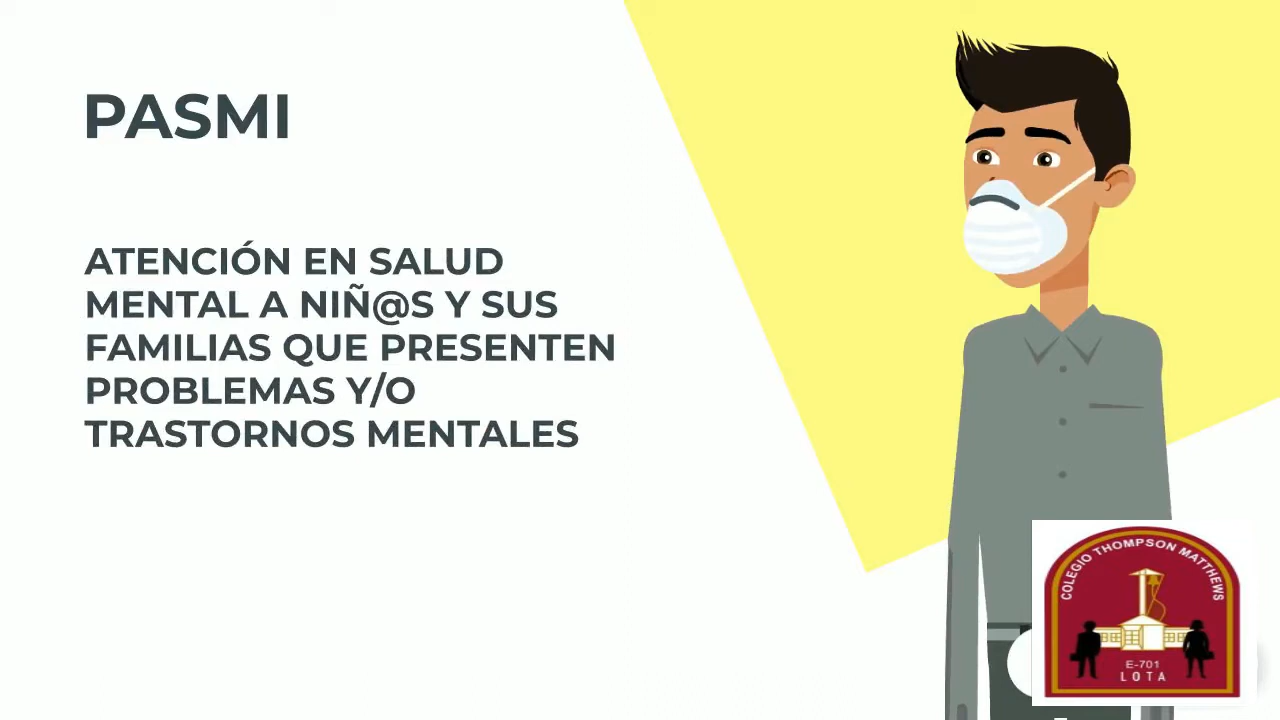 PASMI
ATENCIÓN EN SALUD
MENTAL A NIÑ@S Y SUS
FAMILIAS QUE PRESENTEN
PROBLEMAS Y/O
TRASTORNOS MENTALES
COLEGIO THOMPSON MATTHEWS
E-701
LOTA